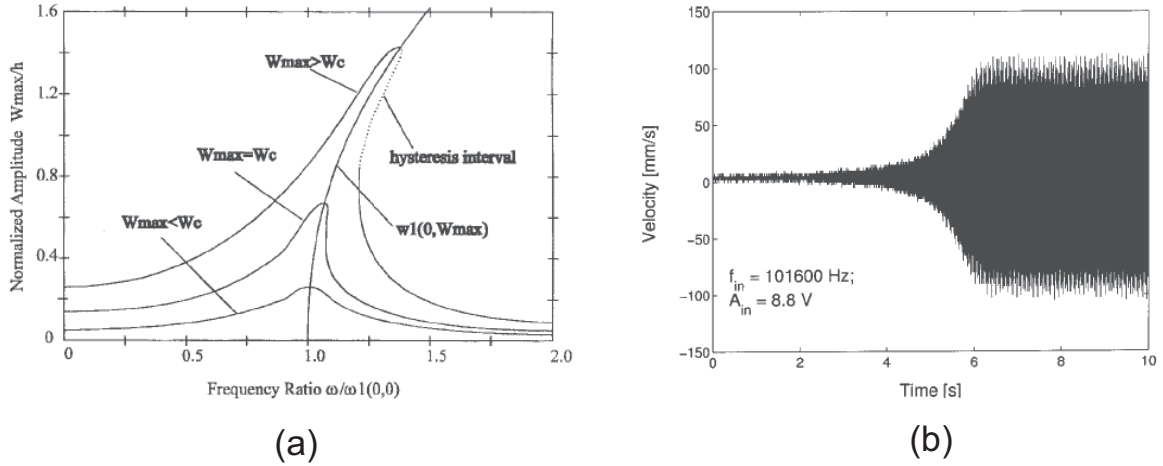 1.6
1.2
0.8
0.4
0
Normalized Amplitude Wmax/h
Wmax>Wc
Wmax=Wc
Wmax<Wc
hysteresis interval
w1(0,Wmax)
0
0.5
1.0
1.5
2.0
Frequency Ratio ω/ω1(0,0)
(a)
150
100
50
0
−50
−100
−150
Velocity [mm/s]
f_in = 101600 Hz;
A_in = 8.8 V
0
2
4
6
8
10
Time [s]
(b)